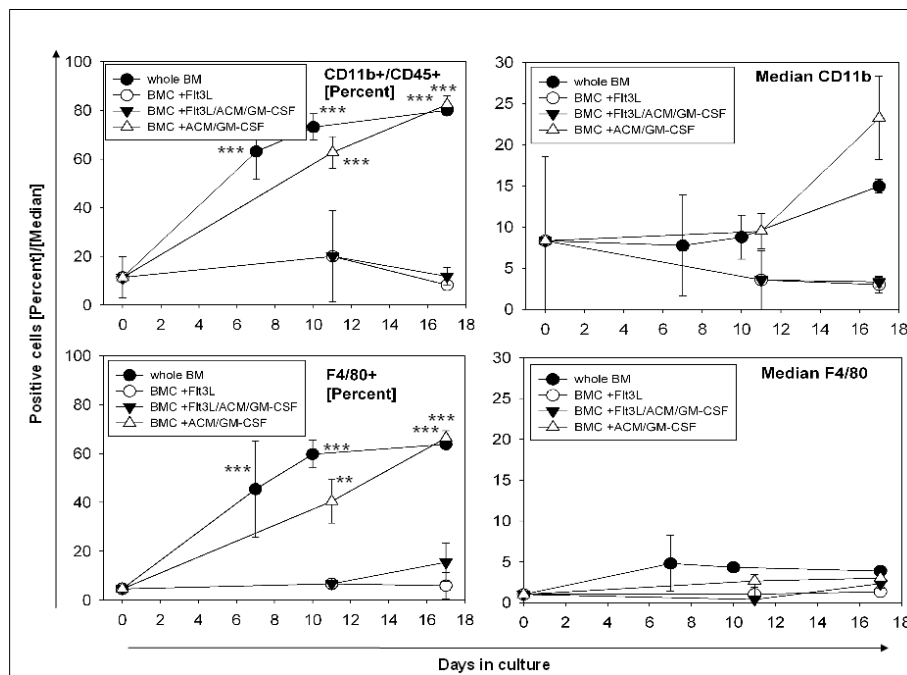 Positive cells [Percent]/[Median]
100
80
60
40
20
0
whole BM
BMC +Flt3L
BMC +Flt3L/ACM/GM-CSF
BMC +ACM/GM-CSF
CD11b+/CD45+
[Percent]
***
***
***
***
***
0 2 4 6 8 10 12 14 16 18
30
25
20
15
10
5
0
whole BM
BMC +Flt3L
BMC +Flt3L/ACM/GM-CSF
BMC +ACM/GM-CSF
Median CD11b
0 2 4 6 8 10 12 14 16 18
100
80
60
40
20
0
whole BM
BMC +Flt3L
BMC +Flt3L/ACM/GM-CSF
BMC +ACM/GM-CSF
F4/80+
[Percent]
***
***
**
***
***
0 2 4 6 8 10 12 14 16 18
30
25
20
15
10
5
0
whole BM
BMC +Flt3L
BMC +Flt3L/ACM/GM-CSF
BMC +ACM/GM-CSF
Median F4/80
0 2 4 6 8 10 12 14 16 18
Days in culture